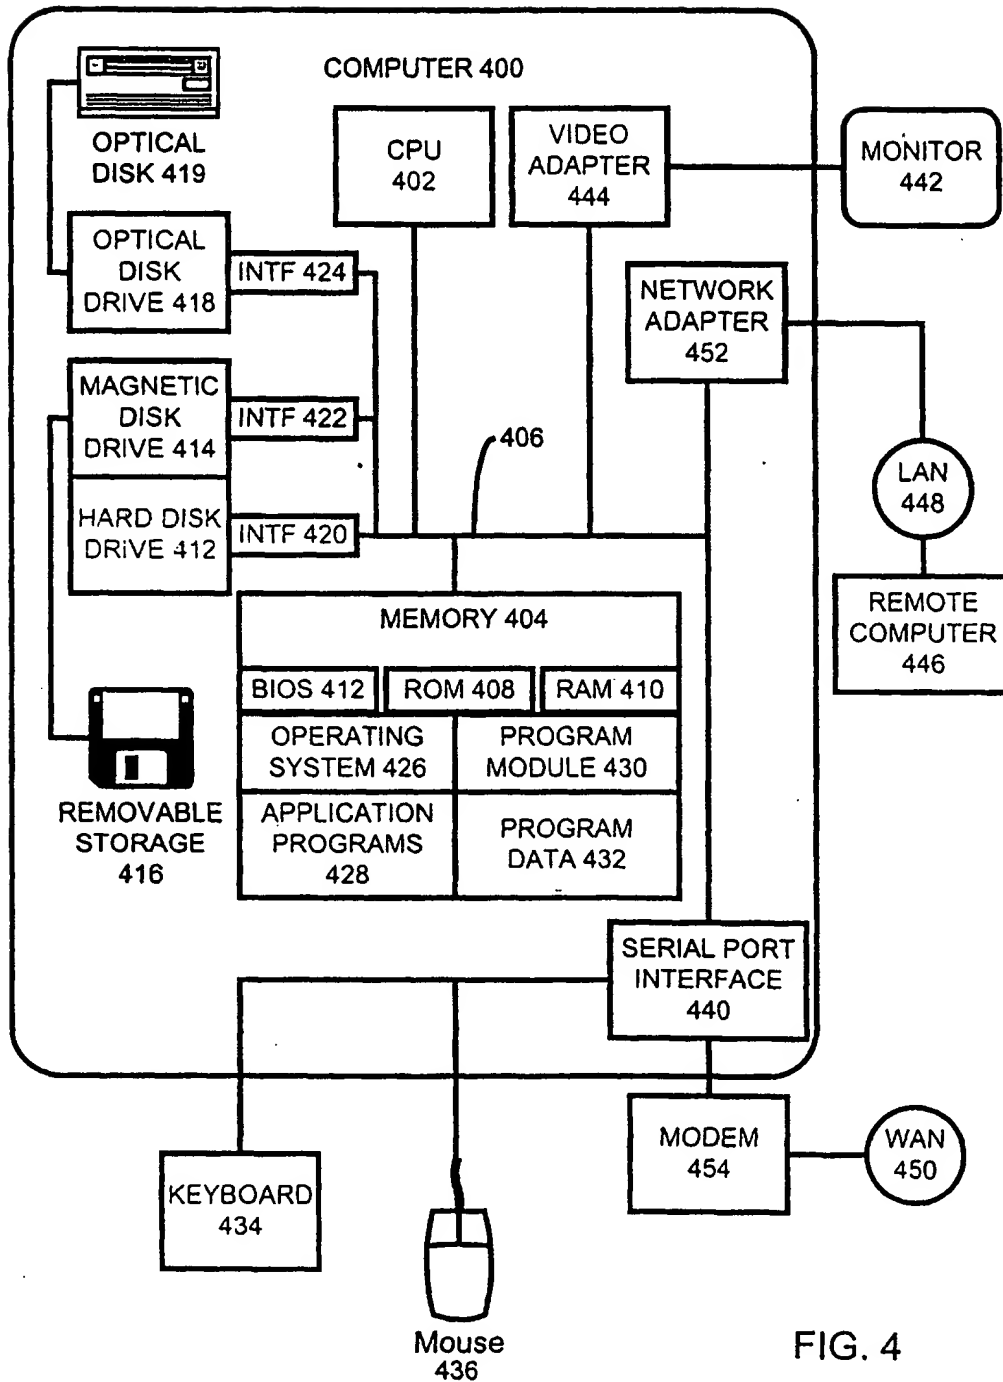 COMPUTER 400
OPTICAL
DISK 419
CPU
402
VIDEO
ADAPTER
444
MONITOR
442
OPTICAL
DISK
DRIVE 418
INTF 424
NETWORK
ADAPTER
452
MAGNETIC
DISK
DRIVE 414
INTF 422
406
LAN
448
HARD DISK
DRIVE 412
INTF 420
REMOTE
COMPUTER
446
MEMORY 404
BIOS 412
ROM 408
RAM 410
OPERATING
SYSTEM 426
PROGRAM
MODULE 430
APPLICATION
PROGRAMS
428
PROGRAM
DATA 432
REMOVABLE
STORAGE
416
SERIAL PORT
INTERFACE
440
MODEM
454
WAN
450
KEYBOARD
434
Mouse
436
FIG. 4